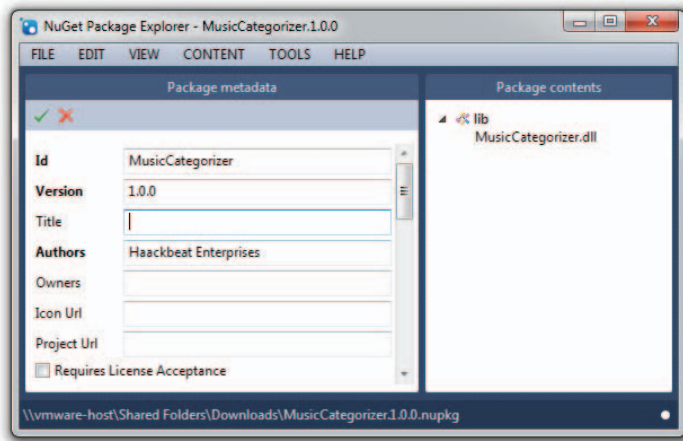 NuGet Package Explorer - MusicCategorizer.1.0.0
FILE EDIT VIEW CONTENT TOOLS HELP
Package metadata
Id MusicCategorizer
Version 1.0.0
Title
Authors Haackbeat Enterprises
Owners
Icon Url
Project Url
Requires License Acceptance
Package contents
lib
MusicCategorizer.dll
\\vmware-host\Shared Folders\Downloads\MusicCategorizer.1.0.0.nupkg